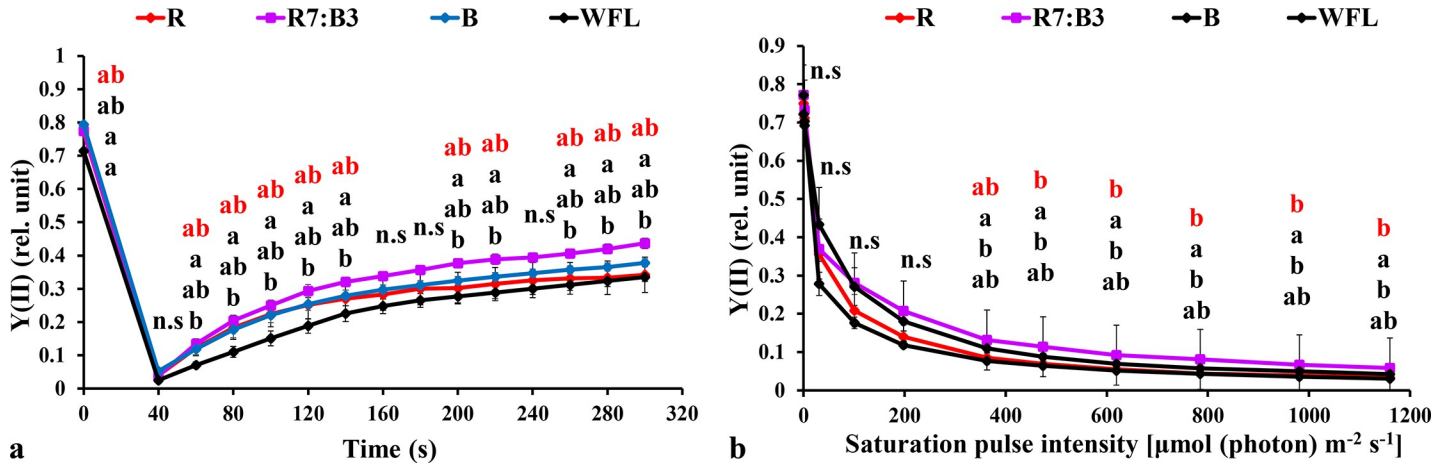 R R7:B3 B WFL
Y(II) (rel. unit)
1
0.9
0.8
0.7
0.6
0.5
0.4
0.3
0.2
0.1
0
ab
ab
a
a
n.s
ab
a
ab
b
ab
a
ab
b
ab
a
ab
b
ab
a
ab
b
ab
a
ab
b
n.s
n.s
ab
a
ab
b
ab
a
ab
b
n.s
ab
a
ab
b
ab
a
ab
b
ab
a
ab
b
0 40 80 120 160 200 240 280 320
Time (s)
a
R R7:B3 B WFL
Y(II) (rel. unit)
0.9
0.8
0.7
0.6
0.5
0.4
0.3
0.2
0.1
0
n.s
n.s
n.s
n.s
ab
a
b
ab
b
a
b
ab
b
a
b
ab
b
a
b
ab
b
a
b
ab
b
a
b
ab
0 200 400 600 800 1000 1200
Saturation pulse intensity [µmol (photon) m⁻² s⁻¹]
b